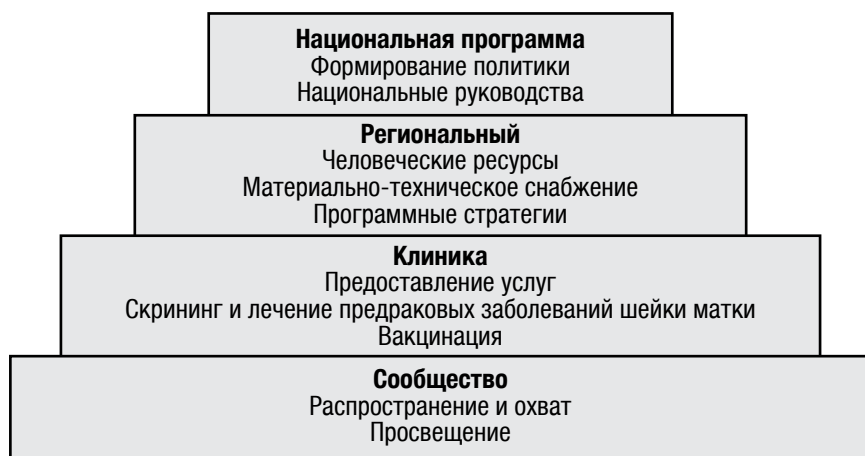 Национальная программа
Формирование политики
Национальные руководства
Региональный
Человеческие ресурсы
Материально-техническое снабжение
Программные стратегии
Клиника
Предоставление услуг
Скрининг и лечение предраковых заболеваний шейки матки
Вакцинация
Сообщество
Распространение и охват
Просвещение